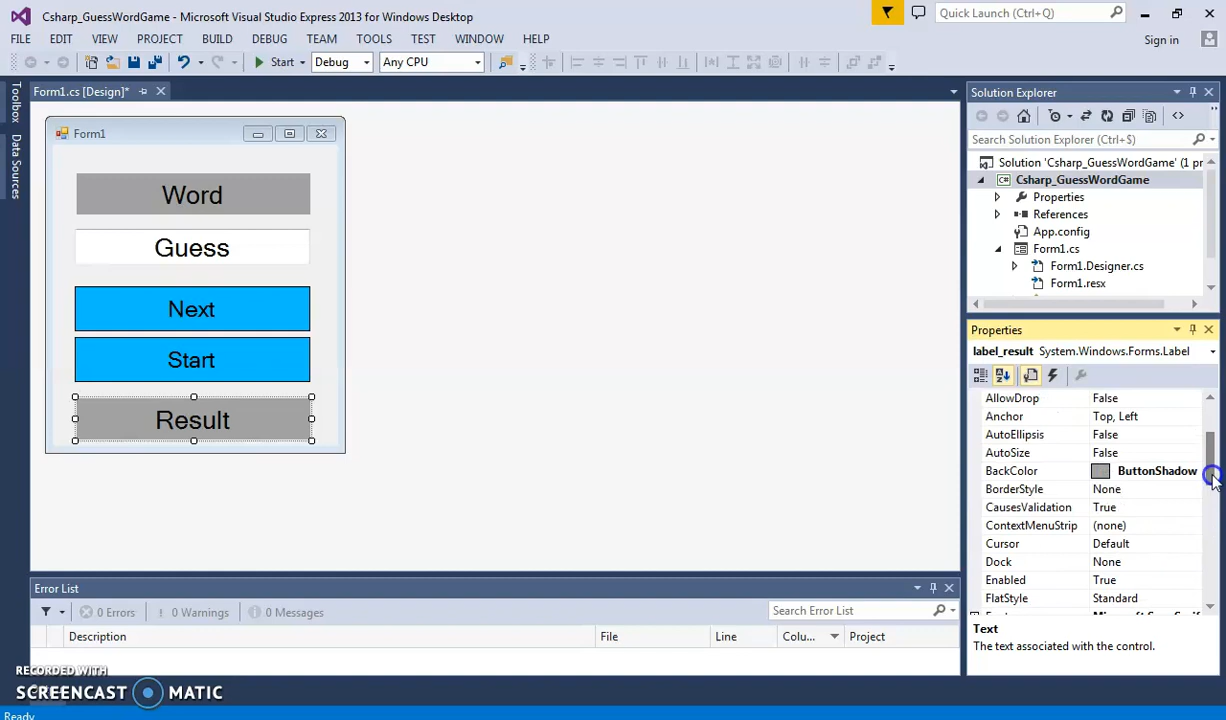 Csharp_GuessWordGame - Microsoft Visual Studio Express 2013 for Windows Desktop
Quick Launch (Ctrl+Q)
FILE EDIT VIEW PROJECT BUILD DEBUG TEAM TOOLS TEST WINDOW HELP
Sign in
Start Debug Any CPU
Toolbox
Data Sources
Form1.cs [Design]*
Form1
Word
Guess
Next
Start
Result
Solution Explorer
Search Solution Explorer (Ctrl+$)
Solution 'Csharp_GuessWordGame' (1 pr
Csharp_GuessWordGame
Properties
References
App.config
Form1.cs
Form1.Designer.cs
Form1.resx
Properties
label_result System.Windows.Forms.Label
AllowDrop False
Anchor Top, Left
AutoEllipsis False
AutoSize False
BackColor ButtonShadow
BorderStyle None
CausesValidation True
ContextMenuStrip (none)
Cursor Default
Dock None
Enabled True
FlatStyle Standard
Text
The text associated with the control.
Error List
0 Errors 0 Warnings 0 Messages
Search Error List
Description File Line Colu... Project
RECORDED WITH
SCREENCAST MATIC
Ready